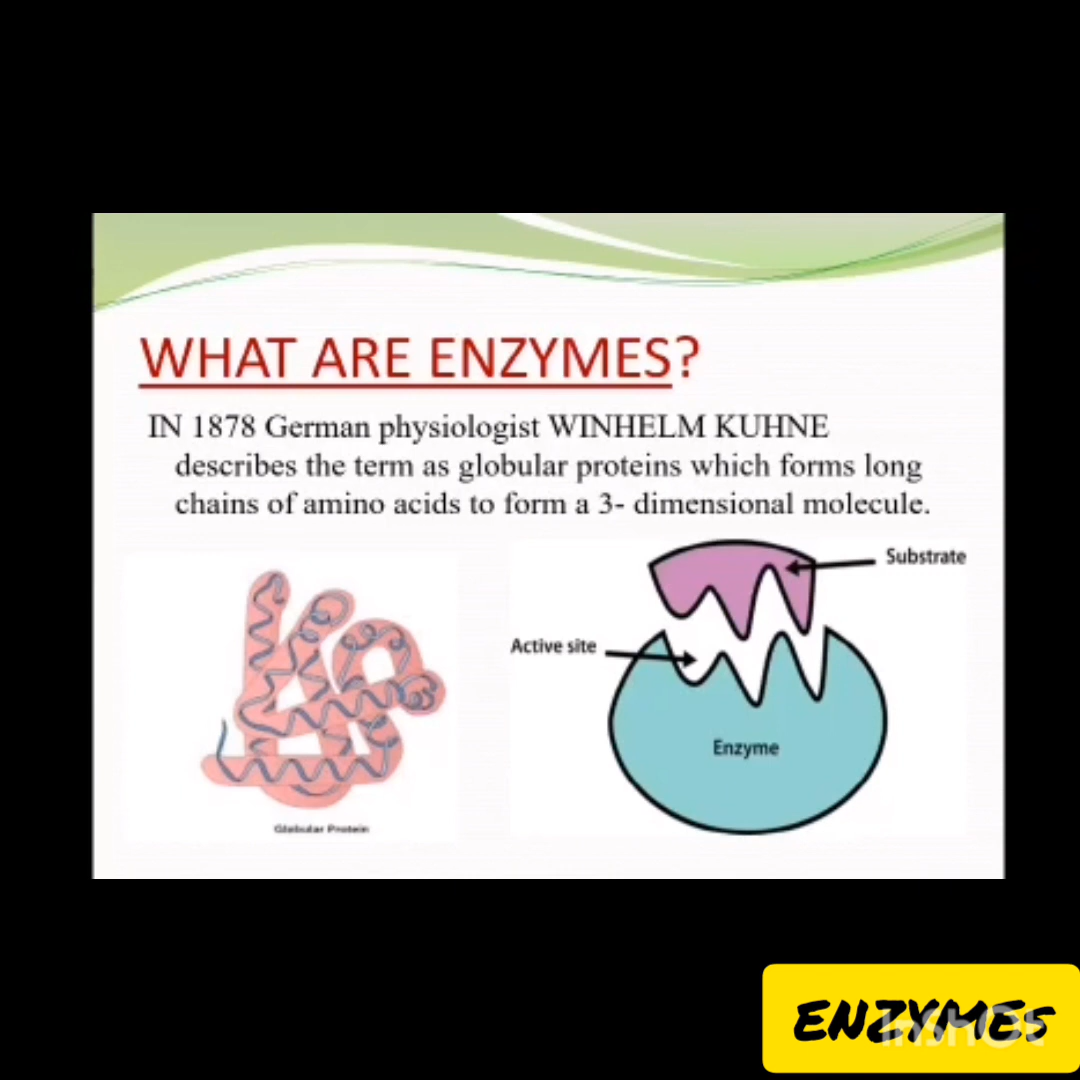 WHAT ARE ENZYMES?
IN 1878 German physiologist WINHELM KUHNE
describes the term as globular proteins which forms long
chains of amino acids to form a 3- dimensional molecule.
Substrate
Active site
Enzyme
Globular Protein
ENZYMEs
InShOt